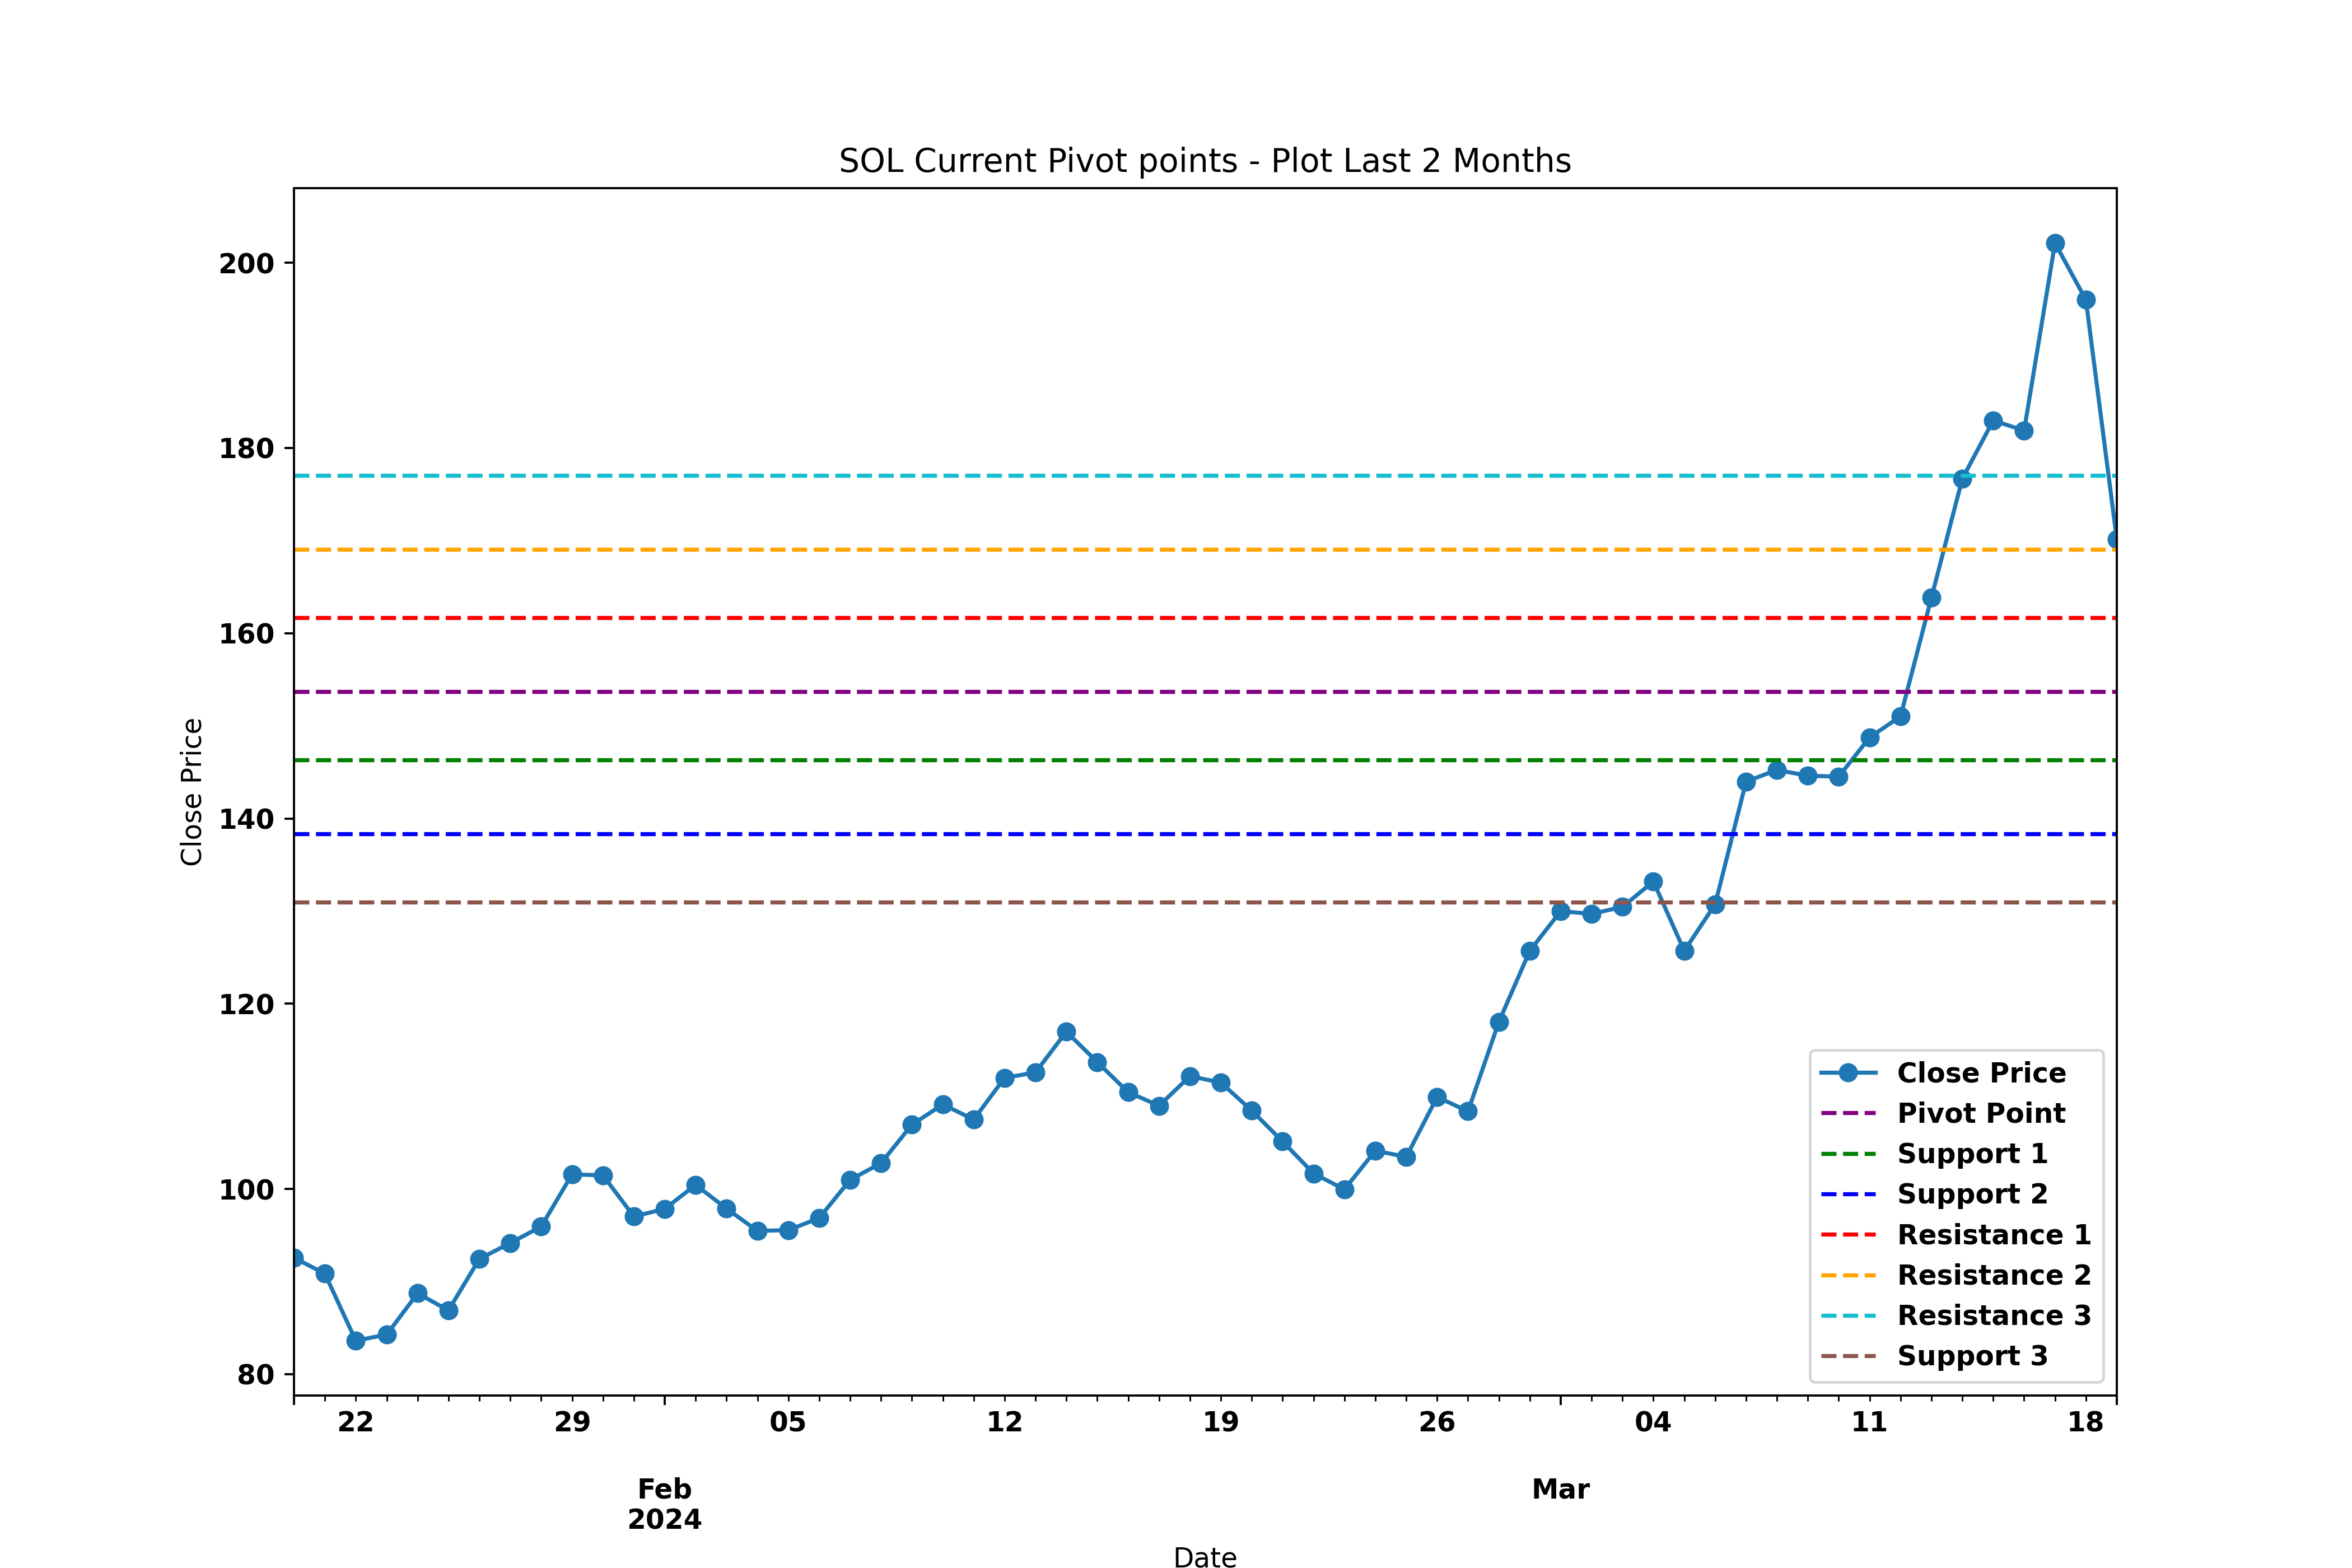 SOL Current Pivot points - Plot Last 2 Months
Close Price
200
180
160
140
120
100
80
Close Price
Pivot Point
Support 1
Support 2
Resistance 1
Resistance 2
Resistance 3
Support 3
22 29 05 12 19 26 04 11 18
Feb Mar
2024
Date